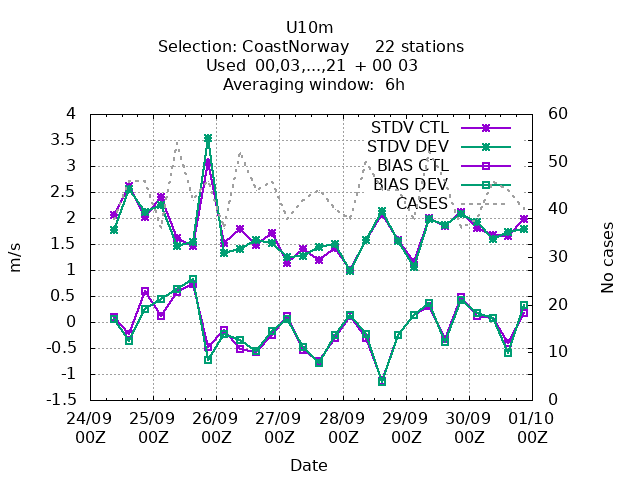 U10m
Selection: CoastNorway 22 stations
Used 00,03,...,21 + 00 03
Averaging window: 6h
4
3.5
3
2.5
2
1.5
1
0.5
0
-0.5
-1
-1.5
m/s
60
50
40
30
20
10
0
No cases
STDV CTL
STDV DEV
BIAS CTL
BIAS DEV
CASES
24/09 25/09 26/09 27/09 28/09 29/09 30/09 01/10
00Z 00Z 00Z 00Z 00Z 00Z 00Z 00Z
Date